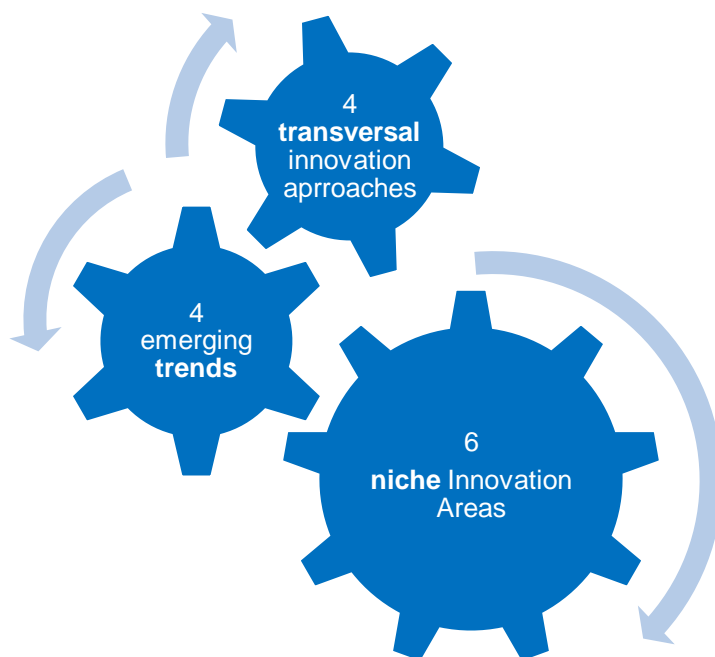 4
transversal
innovation
aprroaches
4
emerging
trends
6
niche Innovation
Areas